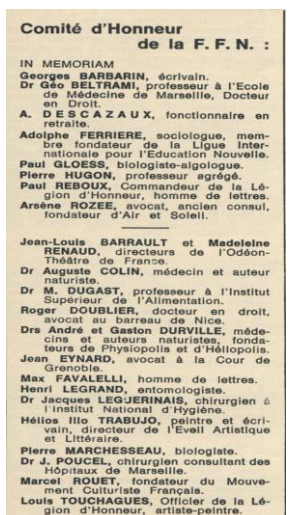 Comité d'Honneur
de la F. F. N. :
IN MEMORIAM
Georges BARBARIN, écrivain.
Dr Géo BELTRAMI, professeur à l'Ecole
de Médecine de Marseille, Docteur
en Droit.
A. DESCAZAUX, fonctionnaire en
retraite.
Adolphe FERRIERE, sociologue, mem-
bre fondateur de la Ligue Inter-
nationale pour l'Education Nouvelle.
Paul GLOESS, biologiste-algologue.
Pierre HUGON, professeur agrégé.
Paul REBOUX, Commandeur de la Lé-
gion d'Honneur, homme de lettres.
Arsène ROZEE, avocat, ancien consul,
fondateur d'Air et Soleil.
Jean-Louis BARRAULT et Madeleine
RENAUD, directeurs de l'Odéon-
Théâtre de France.
Dr Auguste COLIN, médecin et auteur
naturiste.
Dr M. DUGAST, professeur à l'Institut
Supérieur de l'Alimentation.
Roger DOUBLIER, docteur en droit,
avocat au barreau de Nice.
Drs André et Gaston DURVILLE, méde-
cins et auteurs naturistes, fonda-
teurs de Physiopolis et d'Héliopolis.
Jean EYNARD, avocat à la Cour de
Grenoble.
Max FAVALELLI, homme de lettres.
Henri LEGRAND, entomologiste.
Dr Jacques LEGUERINAIS, chirurgien à
l'Institut National d'Hygiène.
Hélios Illo TRABUJO, peintre et écri-
vain, directeur de l'Eveil Artistique
et Littéraire.
Pierre MARCHESSEAU, biologiste.
Dr J. POUCEL, chirurgien consultant des
Hôpitaux de Marseille.
Marcel ROUET, fondateur du Mouve-
ment Culturiste Français.
Louis TOUCHAGUES, Officier de la Lé-
gion d'Honneur, artiste-peintre.